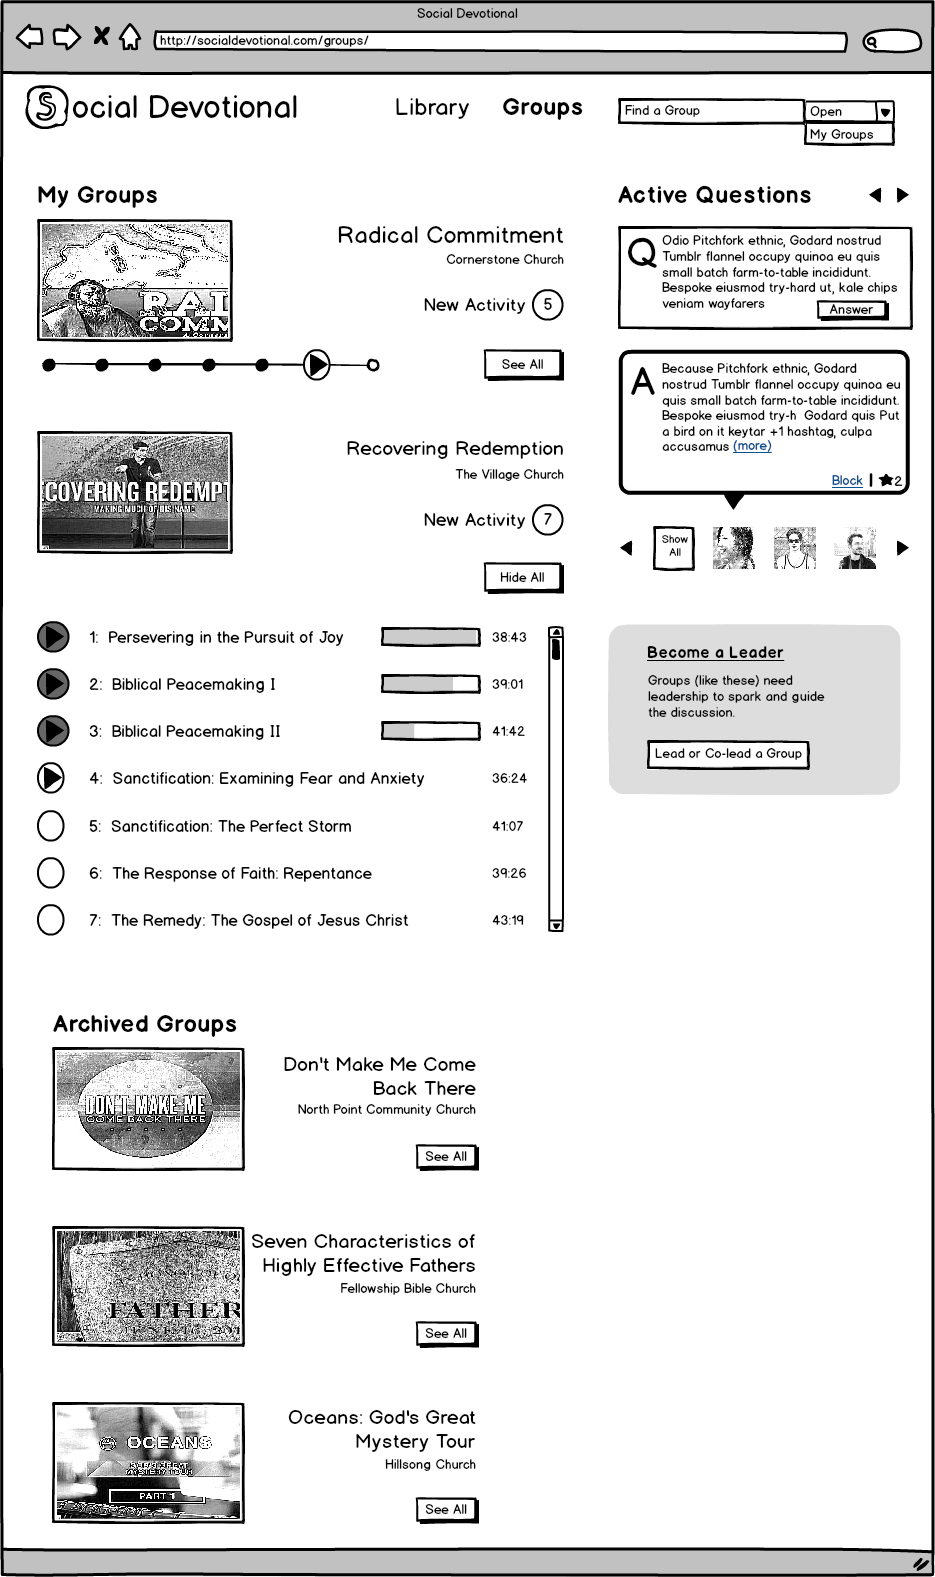 Social Devotional
http://socialdevotional.com/groups/
Social Devotional
Library
Groups
Find a Group
Open
My Groups
My Groups
RAD
COMM
Radical Commitment
Cornerstone Church
New Activity 5
See All
COVERING REDEMPT
MAKING MUCH OF HIS NAME
Recovering Redemption
The Village Church
New Activity 7
Hide All
1: Persevering in the Pursuit of Joy 38:43
2: Biblical Peacemaking I 39:01
3: Biblical Peacemaking II 41:42
4: Sanctification: Examining Fear and Anxiety 36:24
5: Sanctification: The Perfect Storm 41:07
6: The Response of Faith: Repentance 39:26
7: The Remedy: The Gospel of Jesus Christ 43:19
Active Questions
Q
Odio Pitchfork ethnic, Godard nostrud
Tumblr flannel occupy quinoa eu quis
small batch farm-to-table incididunt.
Bespoke eiusmod try-hard ut, kale chips
veniam wayfarers
Answer
A
Because Pitchfork ethnic, Godard
nostrud Tumblr flannel occupy quinoa eu
quis small batch farm-to-table incididunt.
Bespoke eiusmod try-h Godard quis Put
a bird on it keytar +1 hashtag, culpa
accusamus (more)
Block | ★2
Show
All
Become a Leader
Groups (like these) need
leadership to spark and guide
the discussion.
Lead or Co-lead a Group
Archived Groups
DON'T MAKE ME
COME BACK THERE
Don't Make Me Come
Back There
North Point Community Church
See All
FATHER
Seven Characteristics of
Highly Effective Fathers
Fellowship Bible Church
See All
OCEANS
GOD'S GREAT
MYSTERY TOUR
PART 1
Oceans: God's Great
Mystery Tour
Hillsong Church
See All